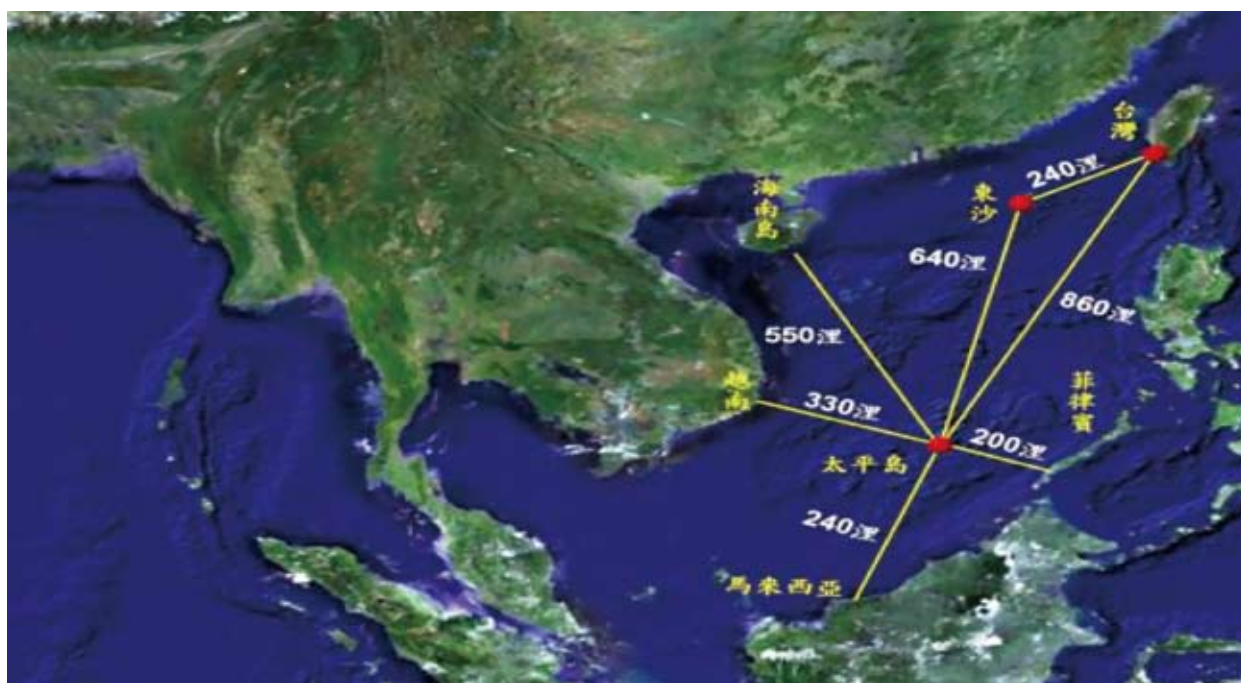 台灣
240浬
海南島
東沙
640浬
860浬
550浬
越南
330浬
菲律賓
200浬
太平島
240浬
馬來西亞